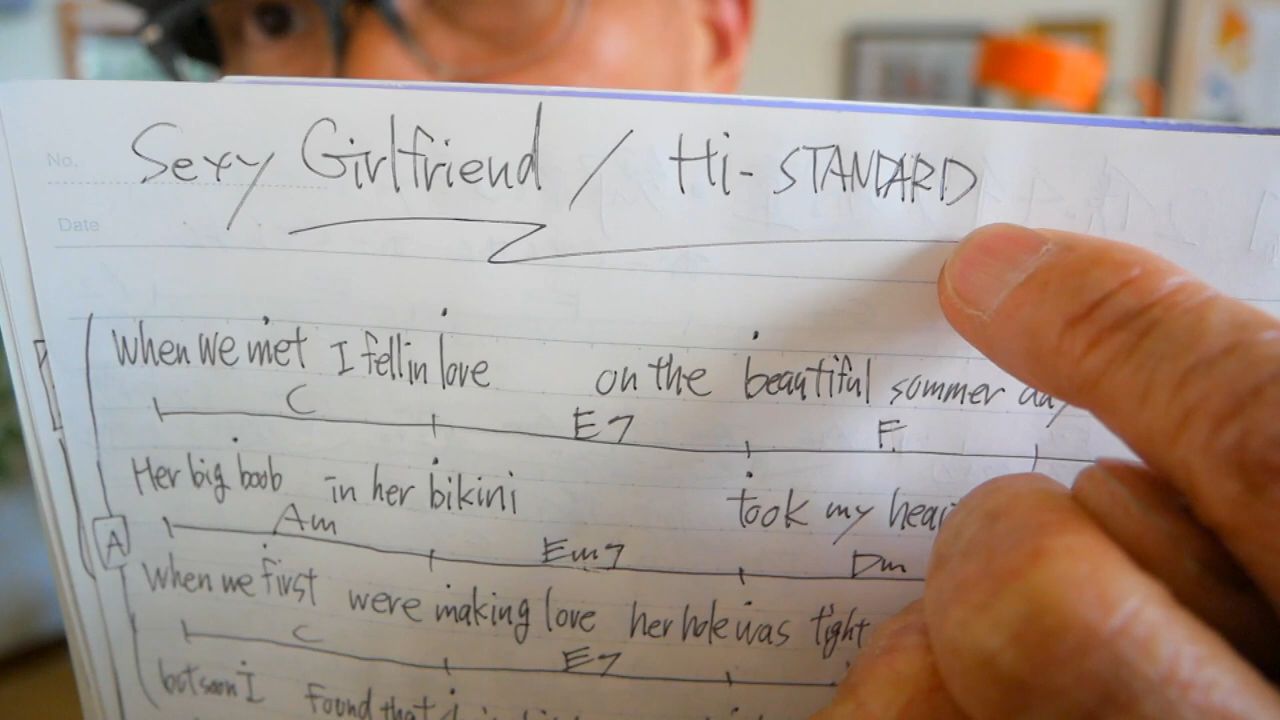 No.
Sexy Girlfriend / Hi-STANDARD
Date
When we met I fell in love on the beautiful sommer day
C E7 F
Her big boob in her bikini took my hear
Am Em7 Dm
A
When we first were making love her hole was tight
C E7
but soon I found that